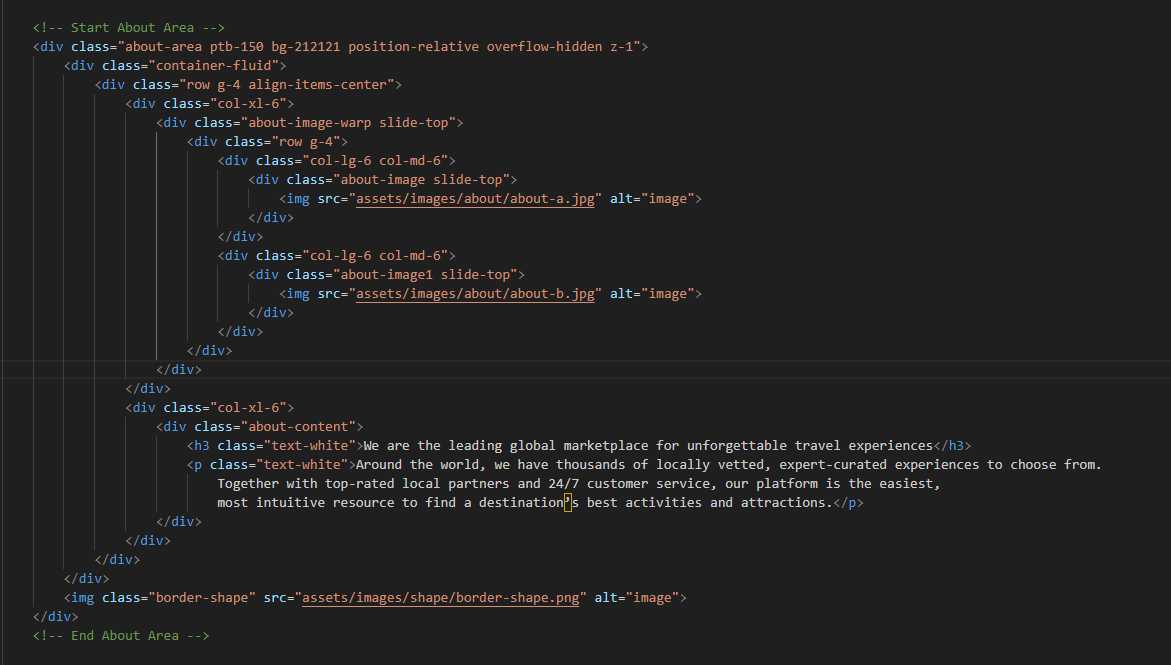 <!-- Start About Area -->
<div class="about-area ptb-150 bg-212121 position-relative overflow-hidden z-1">
    <div class="container-fluid">
        <div class="row g-4 align-items-center">
            <div class="col-xl-6">
                <div class="about-image-warp slide-top">
                    <div class="row g-4">
                        <div class="col-lg-6 col-md-6">
                            <div class="about-image slide-top">
                                <img src="assets/images/about/about-a.jpg" alt="image">
                            </div>
                        </div>
                        <div class="col-lg-6 col-md-6">
                            <div class="about-image1 slide-top">
                                <img src="assets/images/about/about-b.jpg" alt="image">
                            </div>
                        </div>
                    </div>
                </div>
            </div>
            <div class="col-xl-6">
                <div class="about-content">
                    <h3 class="text-white">We are the leading global marketplace for unforgettable travel experiences</h3>
                    <p class="text-white">Around the world, we have thousands of locally vetted, expert-curated experiences to choose from.
                        Together with top-rated local partners and 24/7 customer service, our platform is the easiest,
                        most intuitive resource to find a destination’s best activities and attractions.</p>
                </div>
            </div>
        </div>
    </div>
    <img class="border-shape" src="assets/images/shape/border-shape.png" alt="image">
</div>
<!-- End About Area -->